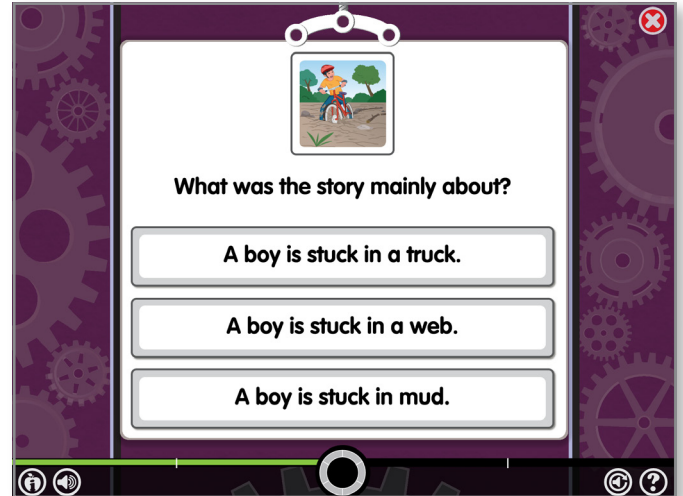 What was the story mainly about?
A boy is stuck in a truck.
A boy is stuck in a web.
A boy is stuck in mud.